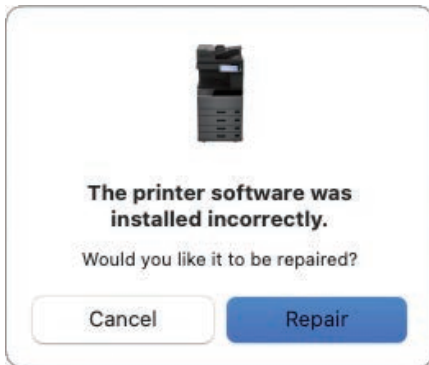 The printer software was
installed incorrectly.
Would you like it to be repaired?
Cancel
Repair